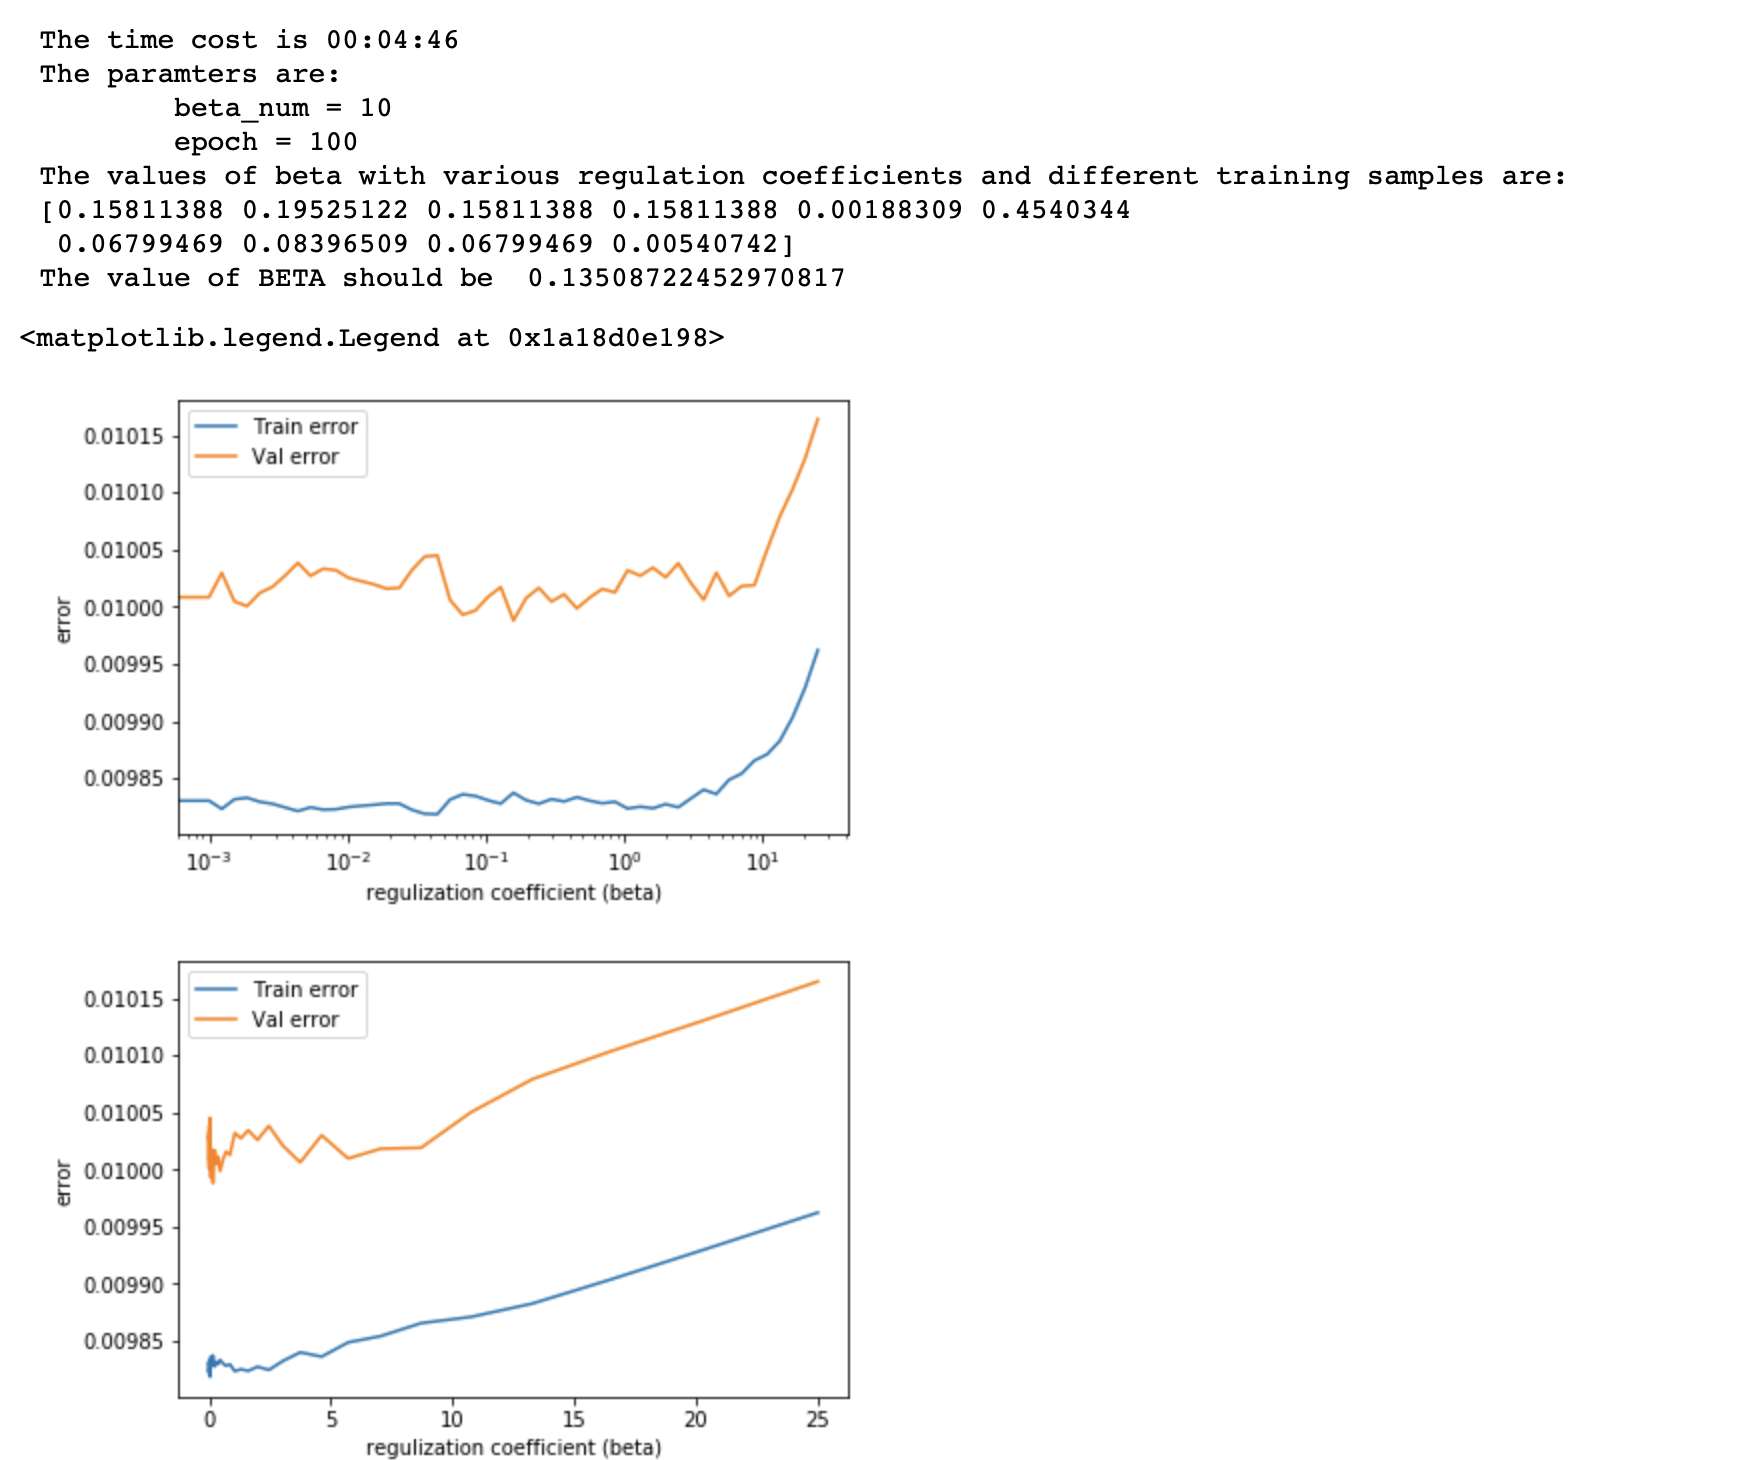 The time cost is 00:04:46
The paramters are:
beta_num = 10
epoch = 100
The values of beta with various regulation coefficients and different training samples are:
[0.15811388 0.19525122 0.15811388 0.15811388 0.00188309 0.4540344
0.06799469 0.08396509 0.06799469 0.00540742]
The value of BETA should be 0.13508722452970817
<matplotlib.legend.Legend at 0x1a18d0e198>
Train error
Val error
0.01015
0.01010
0.01005
0.01000
0.00995
0.00990
0.00985
error
10⁻³ 10⁻² 10⁻¹ 10⁰ 10¹
regulization coefficient (beta)
Train error
Val error
0.01015
0.01010
0.01005
0.01000
0.00995
0.00990
0.00985
error
0 5 10 15 20 25
regulization coefficient (beta)